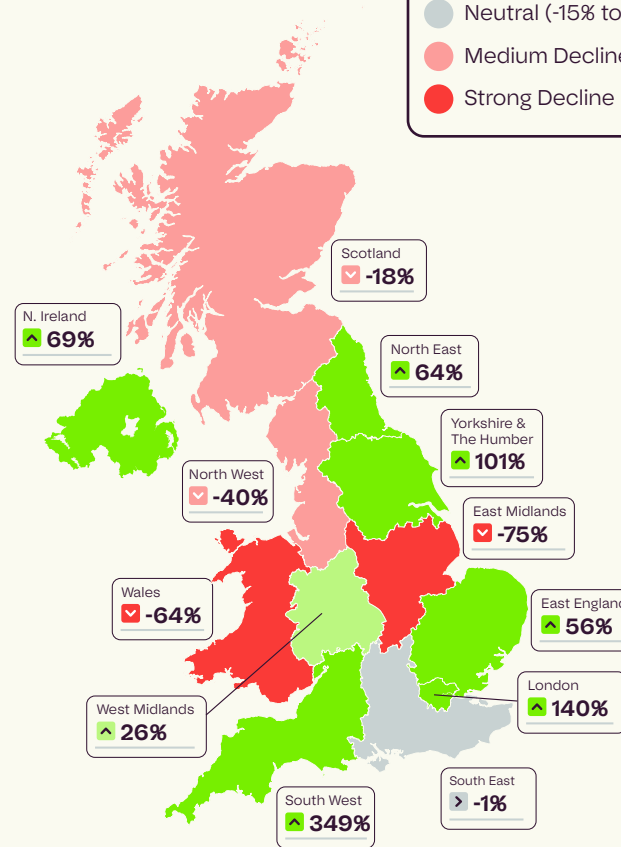 Neutral (-15% to
Medium Decline
Strong Decline
Scotland
-18%
N. Ireland
69%
North East
64%
Yorkshire &
The Humber
101%
North West
-40%
East Midlands
-75%
Wales
-64%
East England
56%
London
140%
West Midlands
26%
South East
-1%
South West
349%